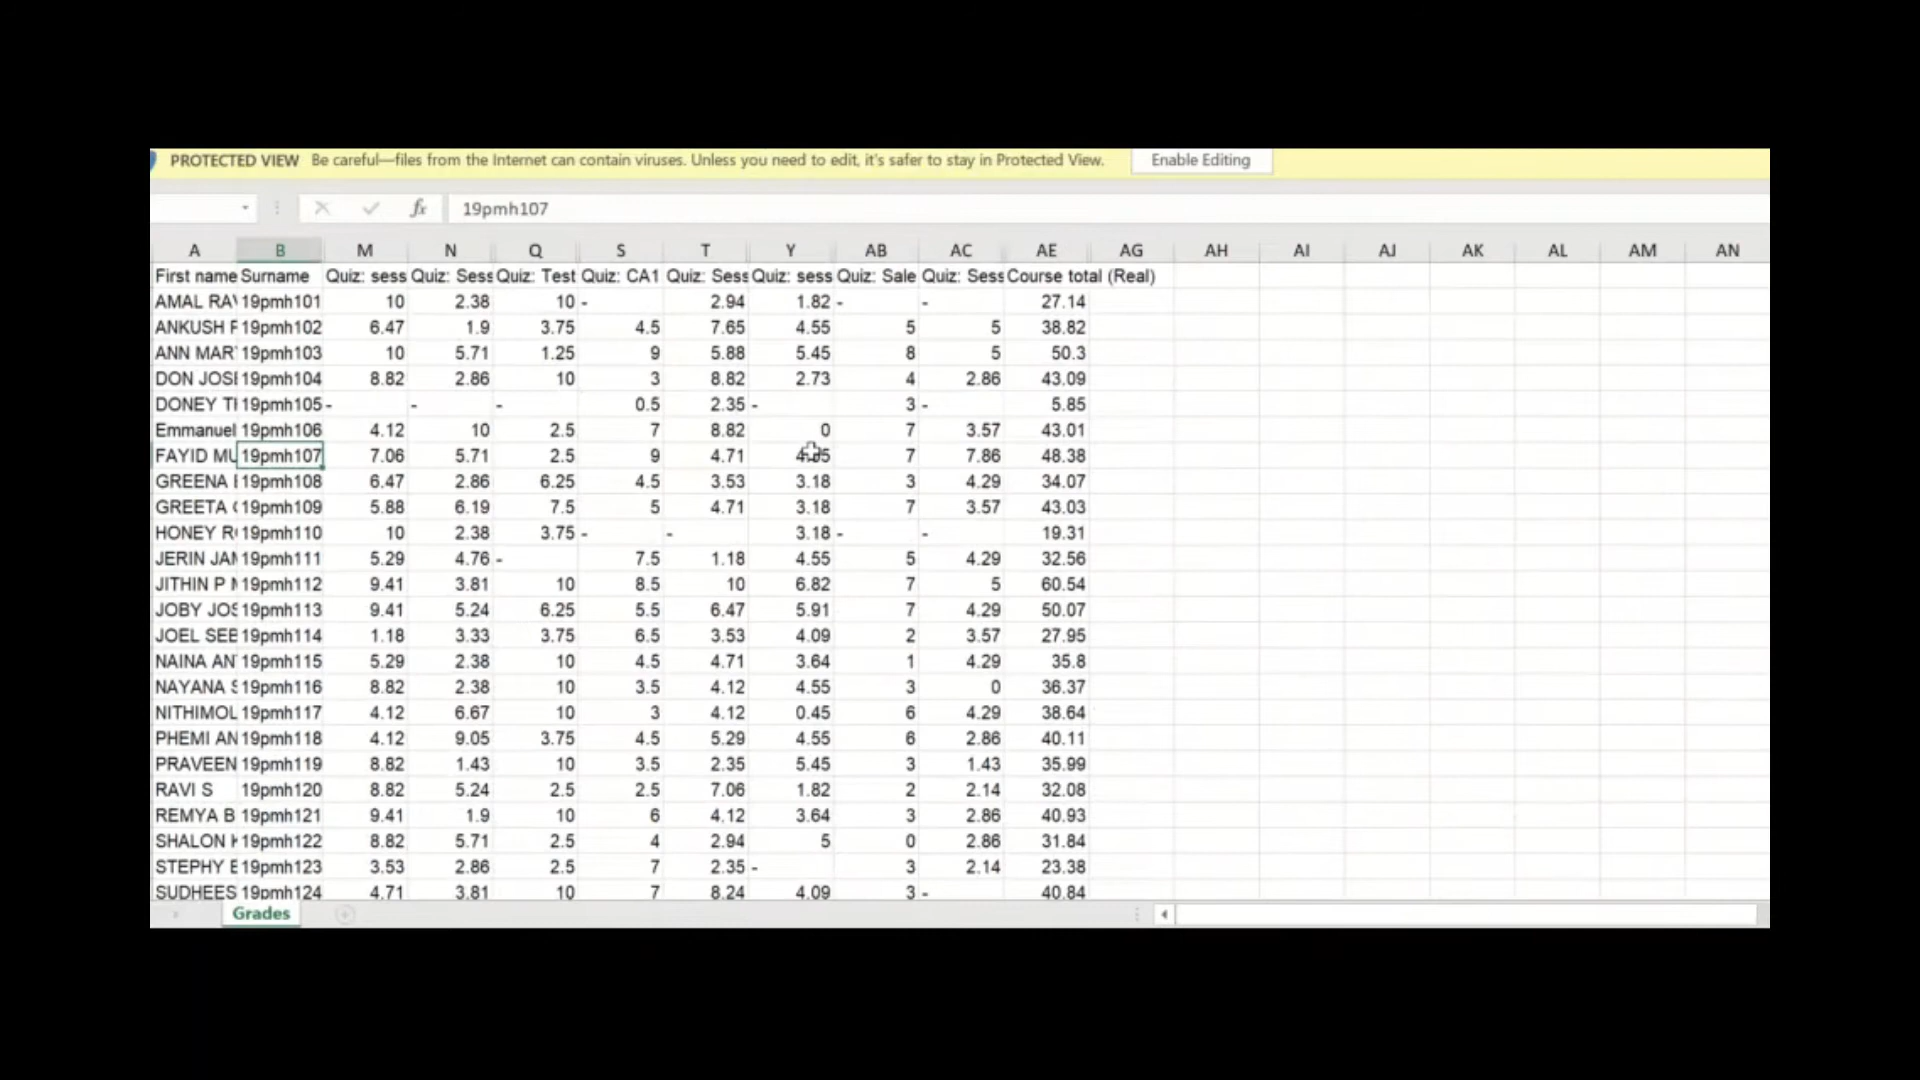 PROTECTED VIEW Be careful—files from the Internet can contain viruses. Unless you need to edit, it's safer to stay in Protected View. Enable Editing
fx 19pmh107
A B M N Q S T Y AB AC AE AG AH AI AJ AK AL AM AN
First name Surname Quiz: sess Quiz: Sess Quiz: Test Quiz: CA1 Quiz: Sess Quiz: sess Quiz: Sale Quiz: Sess Course total (Real)
AMAL RAV 19pmh101 10 2.38 10 - 2.94 1.82 - - 27.14
ANKUSH F 19pmh102 6.47 1.9 3.75 4.5 7.65 4.55 5 5 38.82
ANN MAR 19pmh103 10 5.71 1.25 9 5.88 5.45 8 5 50.3
DON JOSE 19pmh104 8.82 2.86 10 3 8.82 2.73 4 2.86 43.09
DONEY TH 19pmh105 - - - 0.5 2.35 - 3 - 5.85
Emmanuel 19pmh106 4.12 10 2.5 7 8.82 0 7 3.57 43.01
FAYID MU 19pmh107 7.06 5.71 2.5 9 4.71 7 7.86 48.38
GREENA 19pmh108 6.47 2.86 6.25 4.5 3.53 3.18 3 4.29 34.07
GREETA 19pmh109 5.88 6.19 7.5 5 4.71 3.18 7 3.57 43.03
HONEY R 19pmh110 10 2.38 3.75 - - 3.18 - - 19.31
JERIN JAM 19pmh111 5.29 4.76 - 7.5 1.18 4.55 5 4.29 32.56
JITHIN P M 19pmh112 9.41 3.81 10 8.5 10 6.82 7 5 60.54
JOBY JOS 19pmh113 9.41 5.24 6.25 5.5 6.47 5.91 7 4.29 50.07
JOEL SEB 19pmh114 1.18 3.33 3.75 6.5 3.53 4.09 2 3.57 27.95
NAINA AN 19pmh115 5.29 2.38 10 4.5 4.71 3.64 1 4.29 35.8
NAYANA S 19pmh116 8.82 2.38 10 3.5 4.12 4.55 3 0 36.37
NITHIMOL 19pmh117 4.12 6.67 10 3 4.12 0.45 6 4.29 38.64
PHEMI AN 19pmh118 4.12 9.05 3.75 4.5 5.29 4.55 6 2.86 40.11
PRAVEEN 19pmh119 8.82 1.43 10 3.5 2.35 5.45 3 1.43 35.99
RAVI S 19pmh120 8.82 5.24 2.5 2.5 7.06 1.82 2 2.14 32.08
REMYA B 19pmh121 9.41 1.9 10 6 4.12 3.64 3 2.86 40.93
SHALON K 19pmh122 8.82 5.71 2.5 4 2.94 5 0 2.86 31.84
STEPHY E 19pmh123 3.53 2.86 2.5 7 2.35 - 3 2.14 23.38
SUDHEES 19pmh124 4.71 3.81 10 7 8.24 4.09 3 - 40.84
Grades